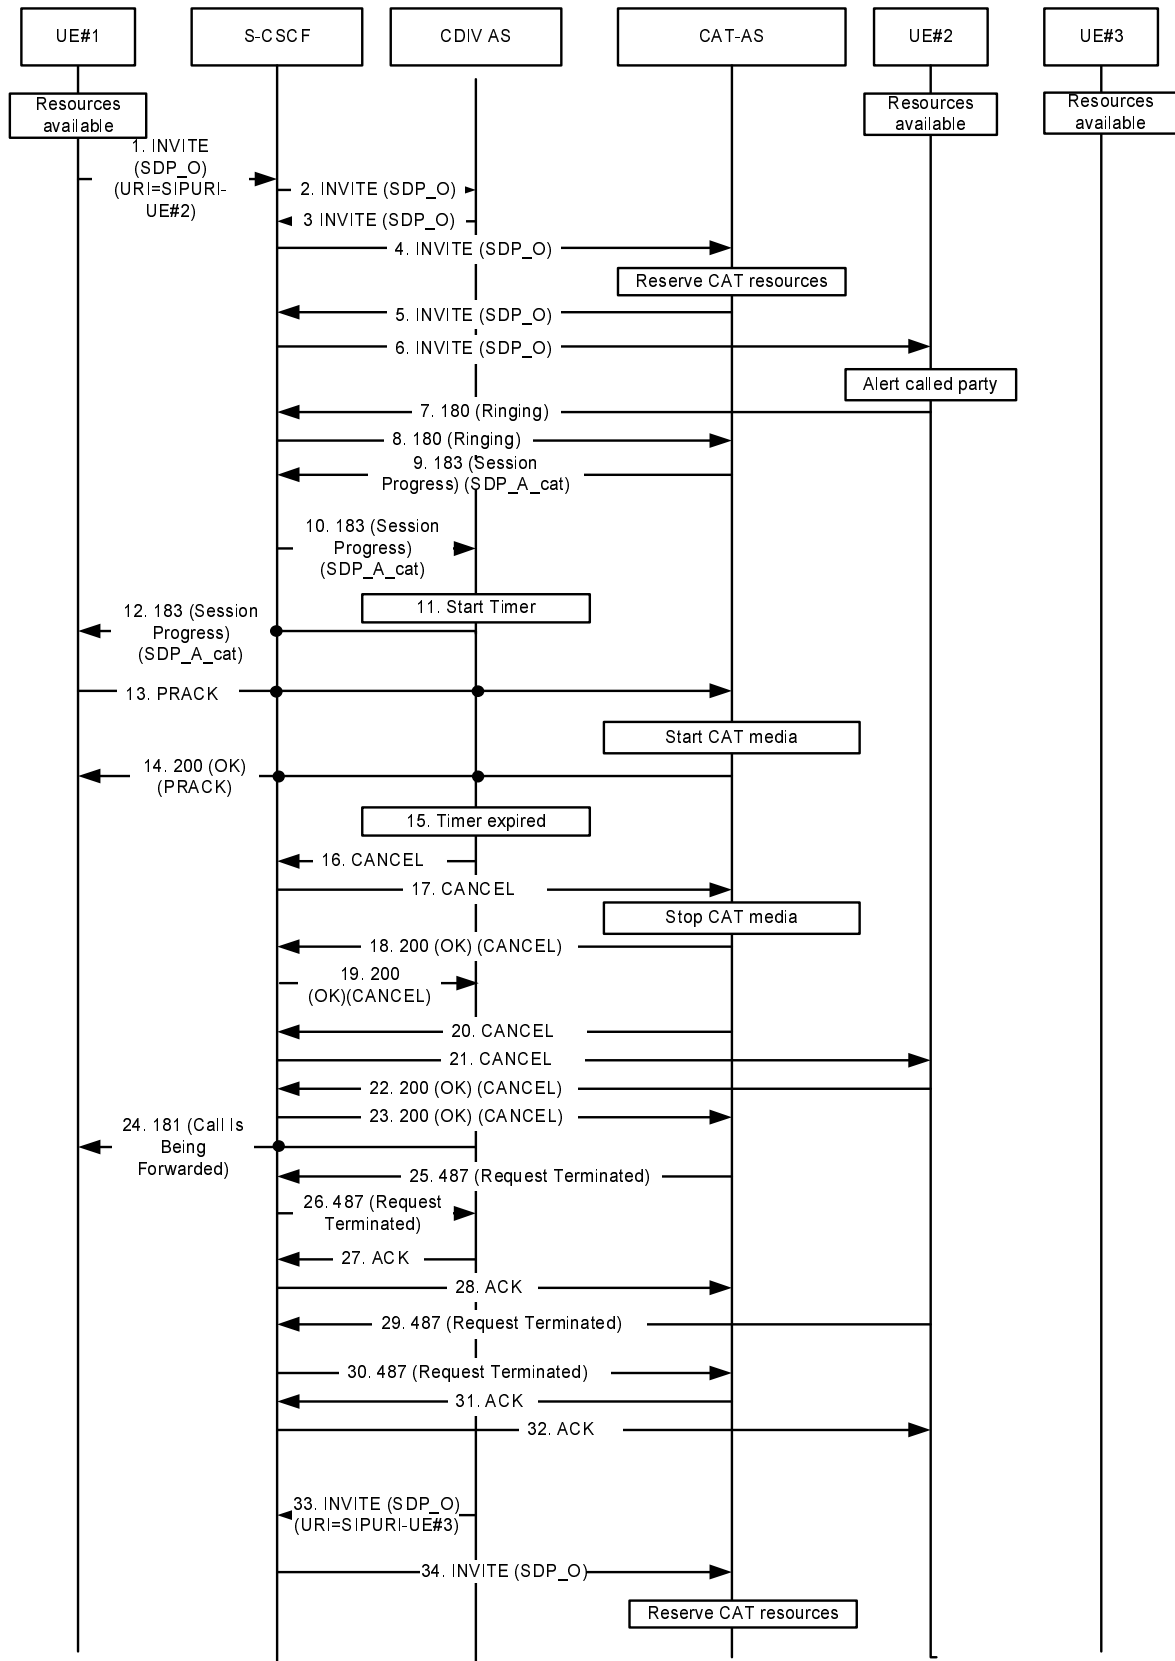 UE#1
S-CSCF
CDIV AS
CAT-AS
UE#2
UE#3
Resources
available
Resources
available
Resources
available
1. INVITE
(SDP_O)
(URI=SIPURI-
UE#2)
2. INVITE (SDP_O)
3 INVITE (SDP_O)
4. INVITE (SDP_O)
Reserve CAT resources
5. INVITE (SDP_O)
6. INVITE (SDP_O)
Alert called party
7. 180 (Ringing)
8. 180 (Ringing)
9. 183 (Session
Progress) (SDP_A_cat)
10. 183 (Session
Progress)
(SDP_A_cat)
11. Start Timer
12. 183 (Session
Progress)
(SDP_A_cat)
13. PRACK
Start CAT media
14. 200 (OK)
(PRACK)
15. Timer expired
16. CANCEL
17. CANCEL
Stop CAT media
18. 200 (OK) (CANCEL)
19. 200
(OK)(CANCEL)
20. CANCEL
21. CANCEL
22. 200 (OK) (CANCEL)
23. 200 (OK) (CANCEL)
24. 181 (Call Is
Being
Forwarded)
25. 487 (Request Terminated)
26. 487 (Request
Terminated)
27. ACK
28. ACK
29. 487 (Request Terminated)
30. 487 (Request Terminated)
31. ACK
32. ACK
33. INVITE (SDP_O)
(URI=SIPURI-UE#3)
34. INVITE (SDP_O)
Reserve CAT resources